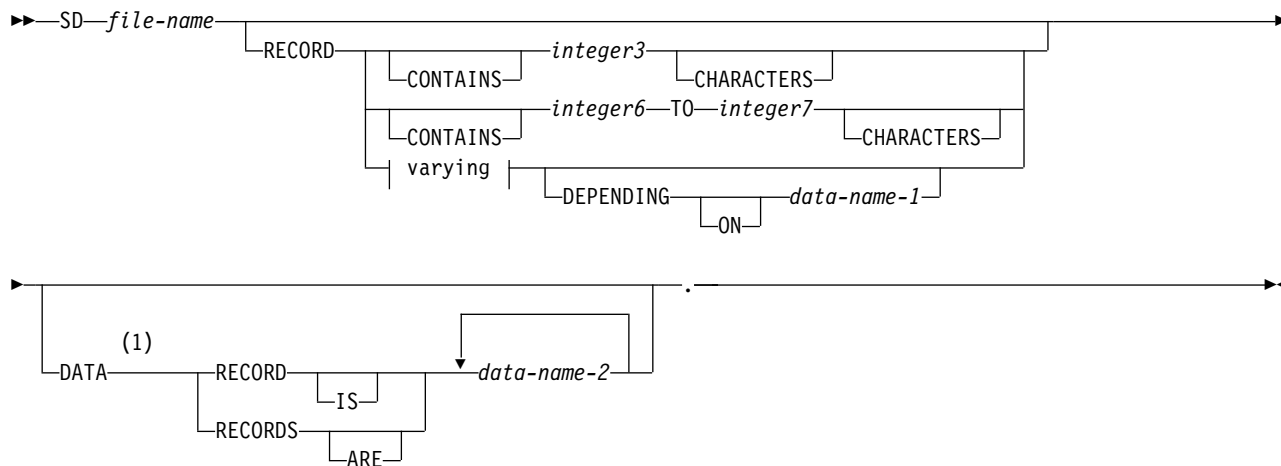 SD file-name
RECORD integer3
CONTAINS CHARACTERS
integer6 TO integer7
CONTAINS CHARACTERS
varying
DEPENDING data-name-1
ON
.
(1)
DATA RECORD data-name-2
IS
RECORDS
ARE